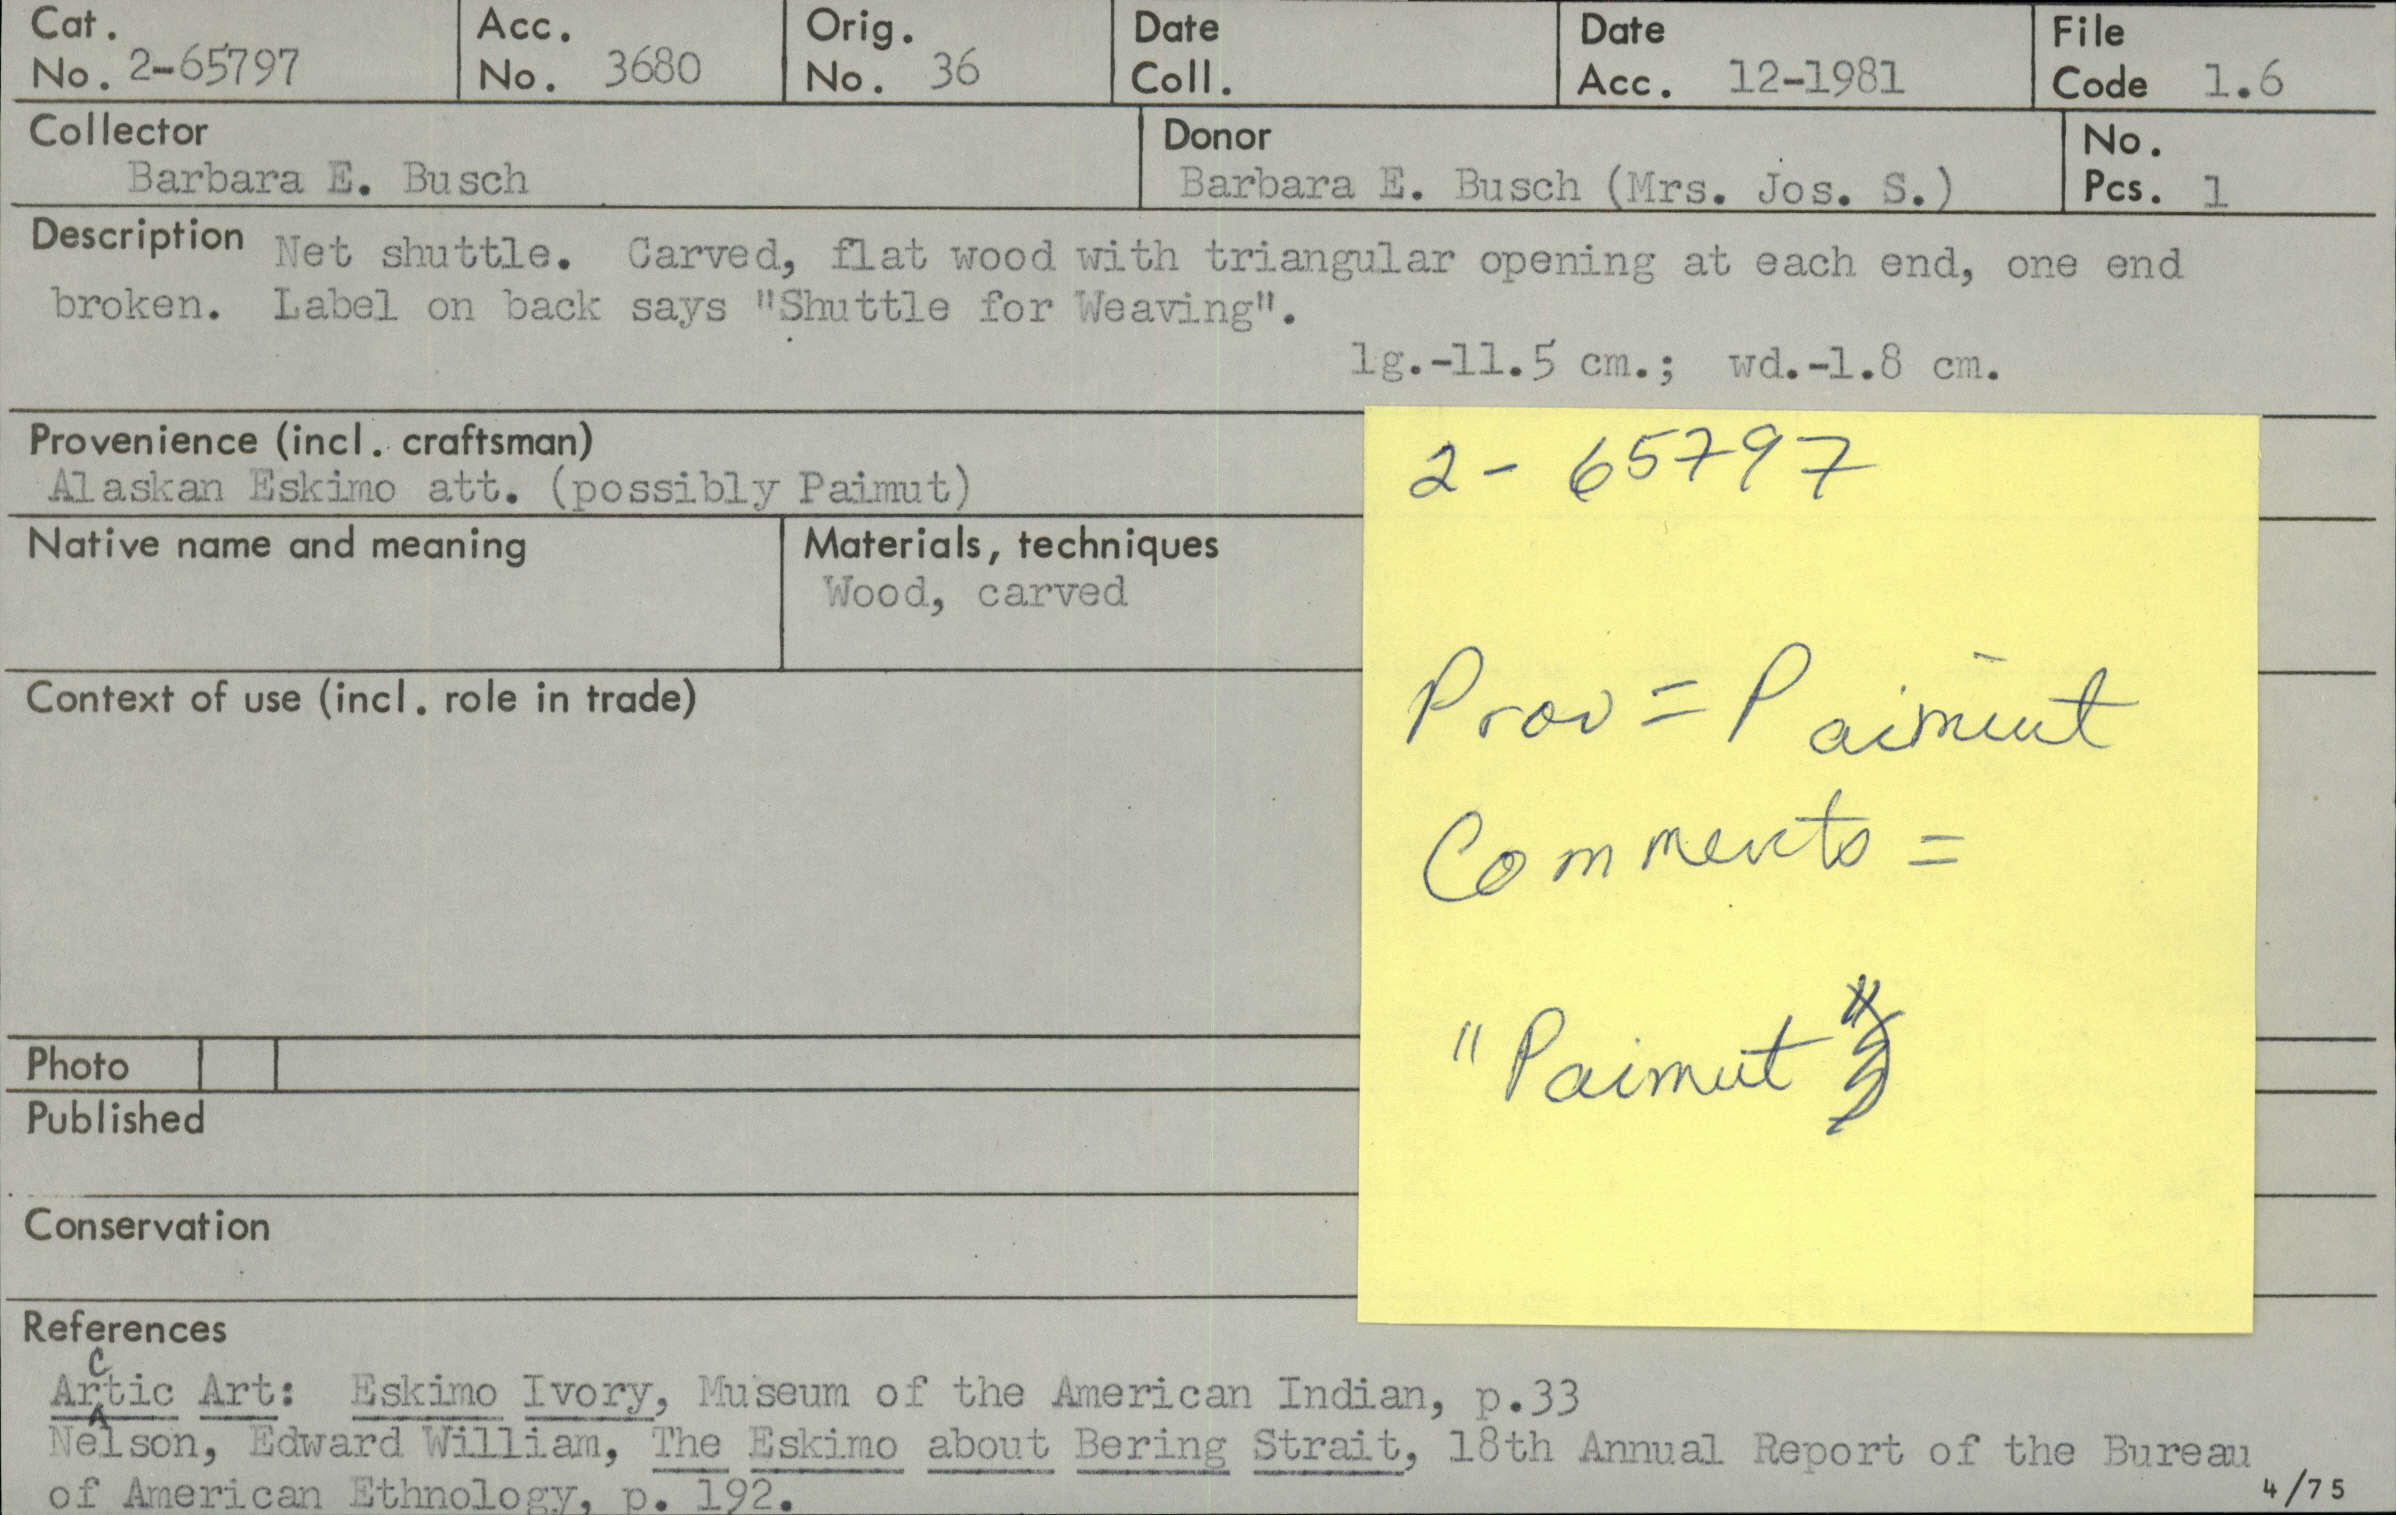 Cat. No. 2-65797 Acc. No. 3680 Orig. No. 36 Date Coll. Date Acc. 12-1981 File Code 1.6
Collector Donor No. Pcs. 1
Barbara E. Busch Barbara E. Busch (Mrs. Jos. S.)
Description Net shuttle. Carved, flat wood with triangular opening at each end, one end
broken. Label on back says "Shuttle for Weaving".
lg.-11.5 cm.; wd.-1.8 cm.
Provenience (incl. craftsman)
Alaskan Eskimo att. (possibly Paimut)
Native name and meaning Materials, techniques
Wood, carved
Context of use (incl. role in trade)
Photo
Published
Conservation
2-65797
Prov = Paimut
Comments =
"Paimut"
References
Arctic Art: Eskimo Ivory, Museum of the American Indian, p.33
Nelson, Edward William, The Eskimo about Bering Strait, 18th Annual Report of the Bureau
of American Ethnology, p. 192.
4/75